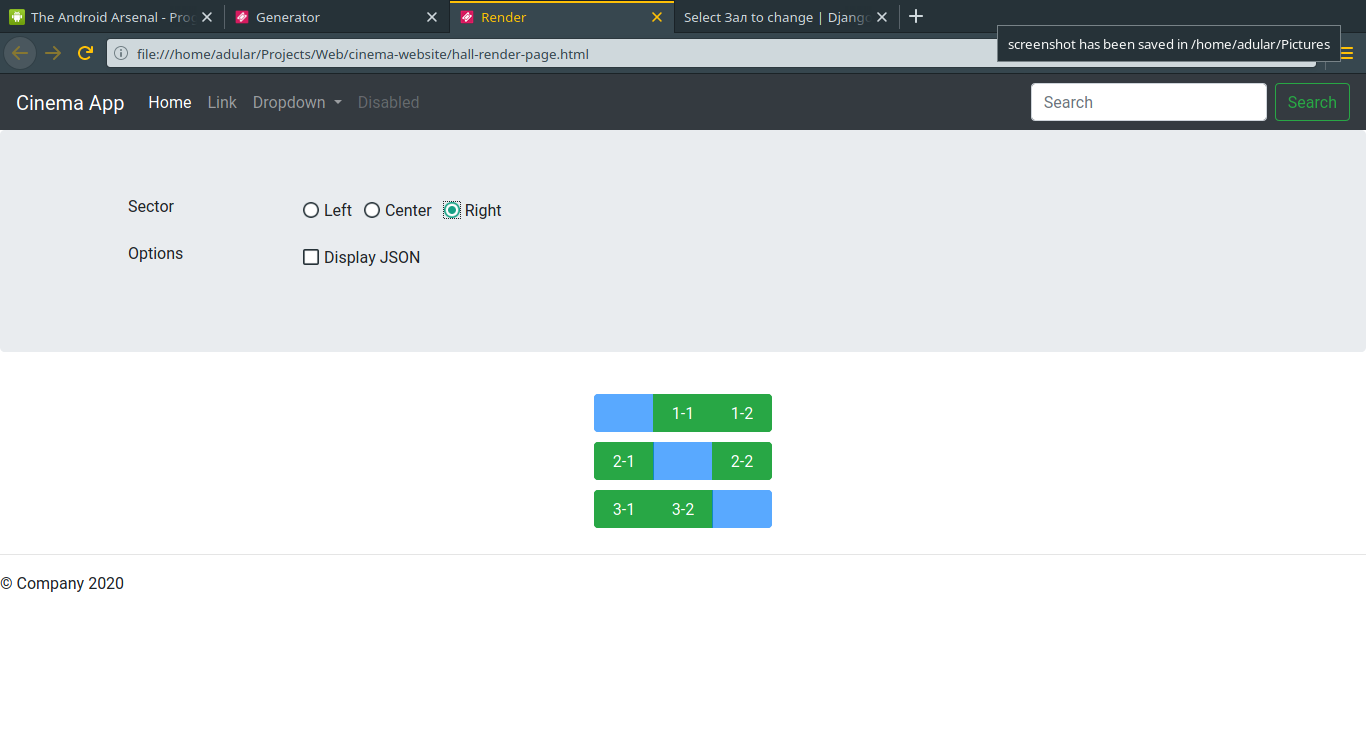 The Android Arsenal - Pro
Generator
Render
Select Зал to change | Django
screenshot has been saved in /home/adular/Pictures
file:///home/adular/Projects/Web/cinema-website/hall-render-page.html
Cinema App Home Link Dropdown Disabled Search Search
Sector Left Center Right
Options Display JSON
1-1 1-2
2-1 2-2
3-1 3-2
© Company 2020